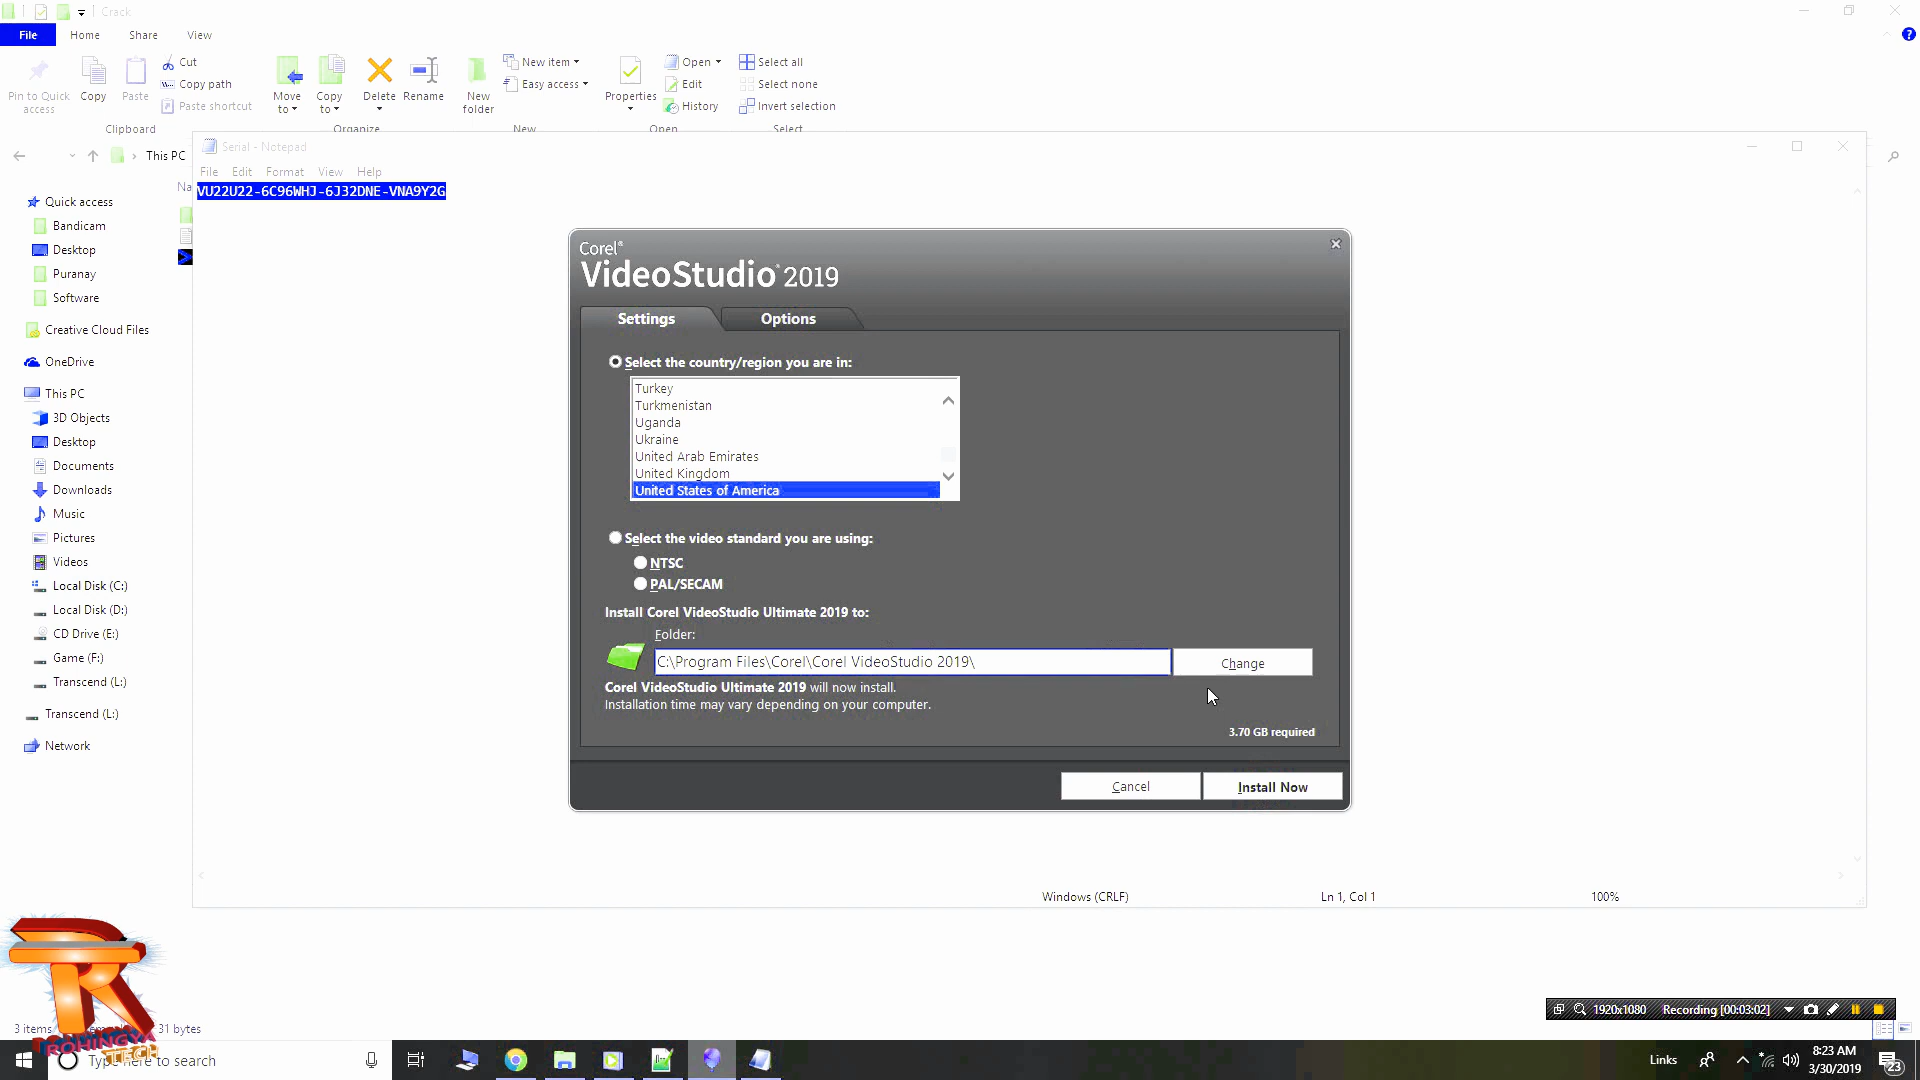 Crack
File Home Share View
Pin to Quick access
Copy
Paste
Cut
Copy path
Paste shortcut
Clipboard
Move to
Copy to
Delete
Rename
Organize
New folder
New item
Easy access
New
Properties
Open
Edit
History
Open
Select all
Select none
Invert selection
Select
This PC
Serial - Notepad
File Edit Format View Help
VU22U22-6C96WHJ-6J32DNE-VNA9Y2G
Quick access
Bandicam
Desktop
Puranay
Software
Creative Cloud Files
OneDrive
This PC
3D Objects
Desktop
Documents
Downloads
Music
Pictures
Videos
Local Disk (C:)
Local Disk (D:)
CD Drive (E:)
Game (F:)
Transcend (L:)
Transcend (L:)
Network
Corel®
VideoStudio® 2019
Settings Options
Select the country/region you are in:
Turkey
Turkmenistan
Uganda
Ukraine
United Arab Emirates
United Kingdom
United States of America
Select the video standard you are using:
NTSC
PAL/SECAM
Install Corel VideoStudio Ultimate 2019 to:
Folder:
C:\Program Files\Corel\Corel VideoStudio 2019\
Change
Corel VideoStudio Ultimate 2019 will now install.
Installation time may vary depending on your computer.
3.70 GB required
Cancel Install Now
Windows (CRLF) Ln 1, Col 1 100%
1920x1080 Recording [00:03:02]
3 items 31 bytes
ROHINGYA
TECH
Type here to search
Links
8:23 AM
3/30/2019
23